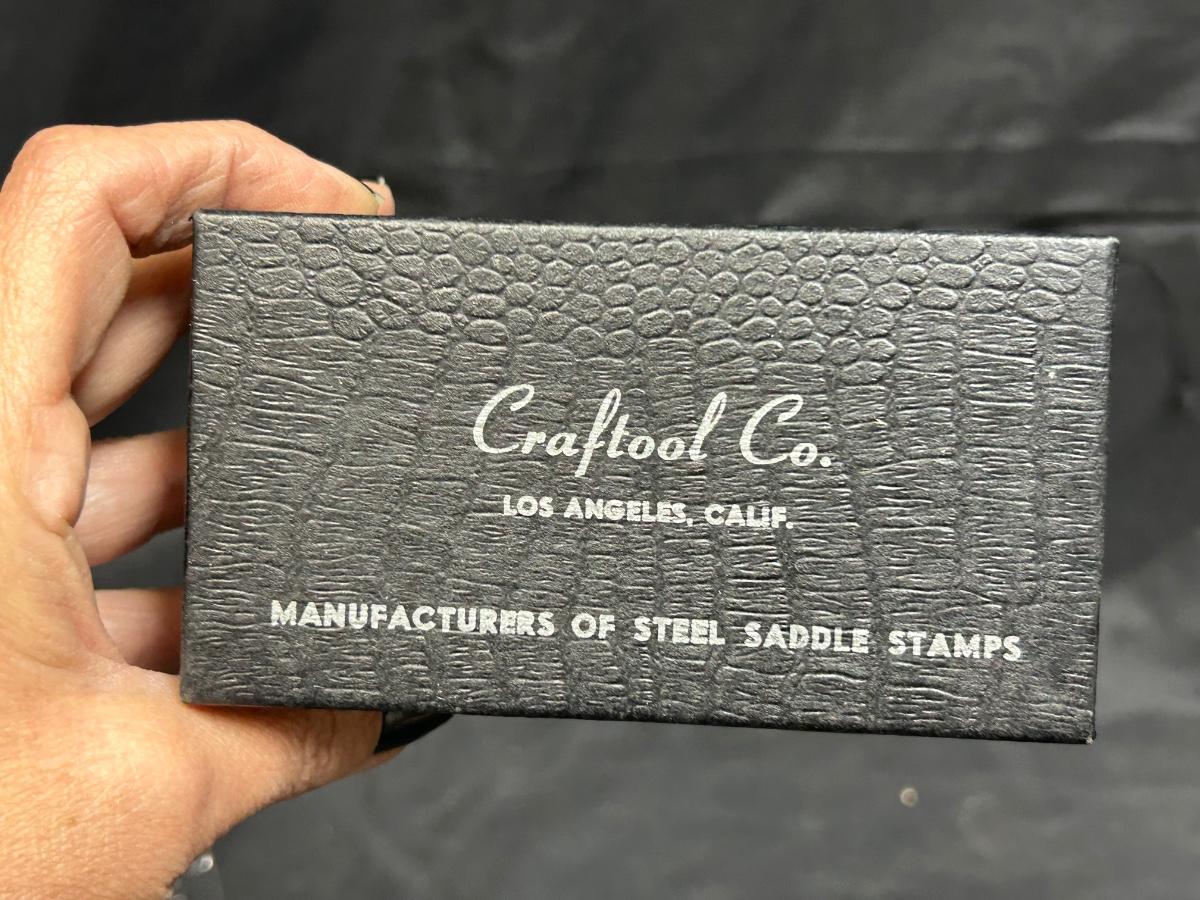 Craftool Co.
LOS ANGELES, CALIF.
MANUFACTURERS OF STEEL SADDLE STAMPS